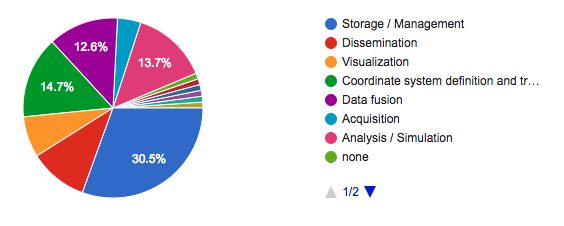 12.6%
13.7%
14.7%
30.5%
Storage / Management
Dissemination
Visualization
Coordinate system definition and tr…
Data fusion
Acquisition
Analysis / Simulation
none
1/2